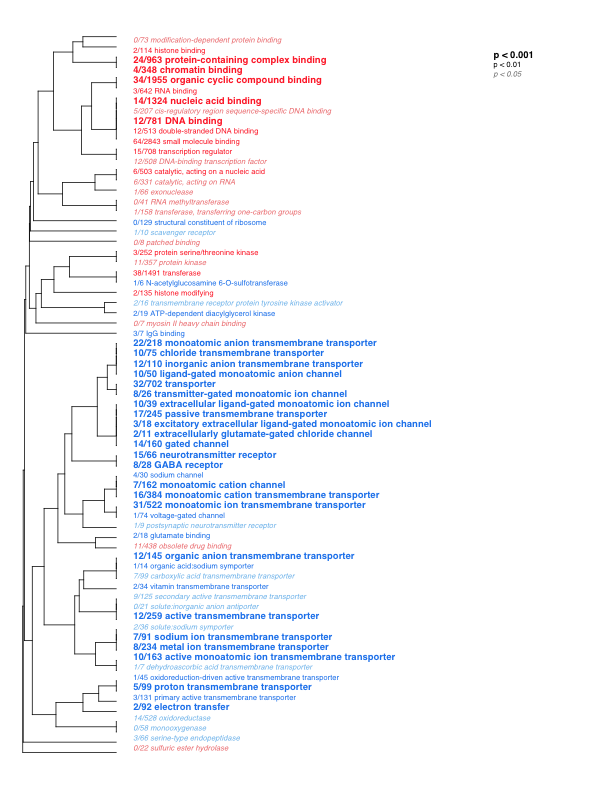 0/73 modification-dependent protein binding
2/114 histone binding
24/963 protein-containing complex binding
4/348 chromatin binding
34/1955 organic cyclic compound binding
3/642 RNA binding
14/1324 nucleic acid binding
5/207 cis-regulatory region sequence-specific DNA binding
12/781 DNA binding
12/513 double-stranded DNA binding
64/2843 small molecule binding
15/708 transcription regulator
12/508 DNA-binding transcription factor
6/503 catalytic, acting on a nucleic acid
6/331 catalytic, acting on RNA
1/66 exonuclease
0/41 RNA methyltransferase
1/158 transferase, transferring one-carbon groups
0/129 structural constituent of ribosome
1/10 scavenger receptor
0/8 patched binding
3/252 protein serine/threonine kinase
11/357 protein kinase
38/1491 transferase
1/6 N-acetylglucosamine 6-O-sulfotransferase
2/135 histone modifying
2/16 transmembrane receptor protein tyrosine kinase activator
2/19 ATP-dependent diacylglycerol kinase
0/7 myosin II heavy chain binding
3/7 IgG binding
22/218 monoatomic anion transmembrane transporter
10/75 chloride transmembrane transporter
12/110 inorganic anion transmembrane transporter
10/50 ligand-gated monoatomic anion channel
32/702 transporter
8/26 transmitter-gated monoatomic ion channel
10/39 extracellular ligand-gated monoatomic ion channel
17/245 passive transmembrane transporter
3/18 excitatory extracellular ligand-gated monoatomic ion channel
2/11 extracellularly glutamate-gated chloride channel
14/160 gated channel
15/66 neurotransmitter receptor
8/28 GABA receptor
4/30 sodium channel
7/162 monoatomic cation channel
16/384 monoatomic cation transmembrane transporter
31/522 monoatomic ion transmembrane transporter
1/74 voltage-gated channel
1/9 postsynaptic neurotransmitter receptor
2/18 glutamate binding
11/438 obsolete drug binding
12/145 organic anion transmembrane transporter
1/14 organic acid:sodium symporter
7/99 carboxylic acid transmembrane transporter
2/34 vitamin transmembrane transporter
9/125 secondary active transmembrane transporter
0/21 solute:inorganic anion antiporter
12/259 active transmembrane transporter
2/36 solute:sodium symporter
7/91 sodium ion transmembrane transporter
8/234 metal ion transmembrane transporter
10/163 active monoatomic ion transmembrane transporter
1/7 dehydroascorbic acid transmembrane transporter
1/45 oxidoreduction-driven active transmembrane transporter
5/99 proton transmembrane transporter
3/131 primary active transmembrane transporter
2/92 electron transfer
14/528 oxidoreductase
0/58 monooxygenase
3/66 serine-type endopeptidase
0/22 sulfuric ester hydrolase
p < 0.001
p < 0.01
p < 0.05